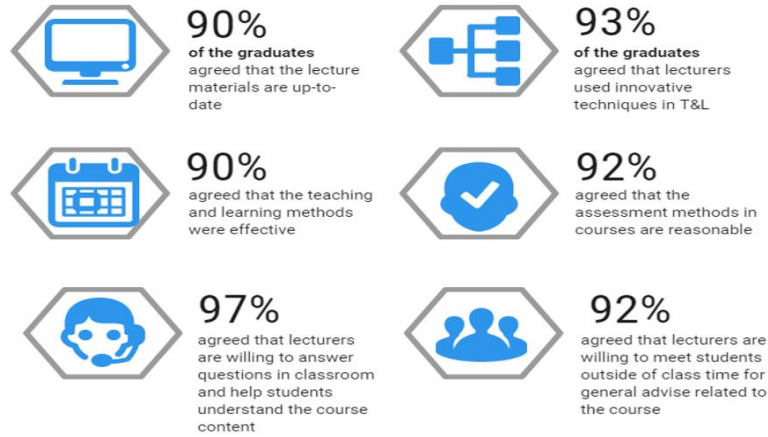 90%
of the graduates
agreed that the lecture
materials are up-to-
date
93%
of the graduates
agreed that lecturers
used innovative
techniques in T&L
90%
agreed that the teaching
and learning methods
were effective
92%
agreed that the
assessment methods in
courses are reasonable
97%
agreed that lecturers
are willing to answer
questions in classroom
and help students
understand the course
content
92%
agreed that lecturers are
willing to meet students
outside of class time for
general advise related to
the course